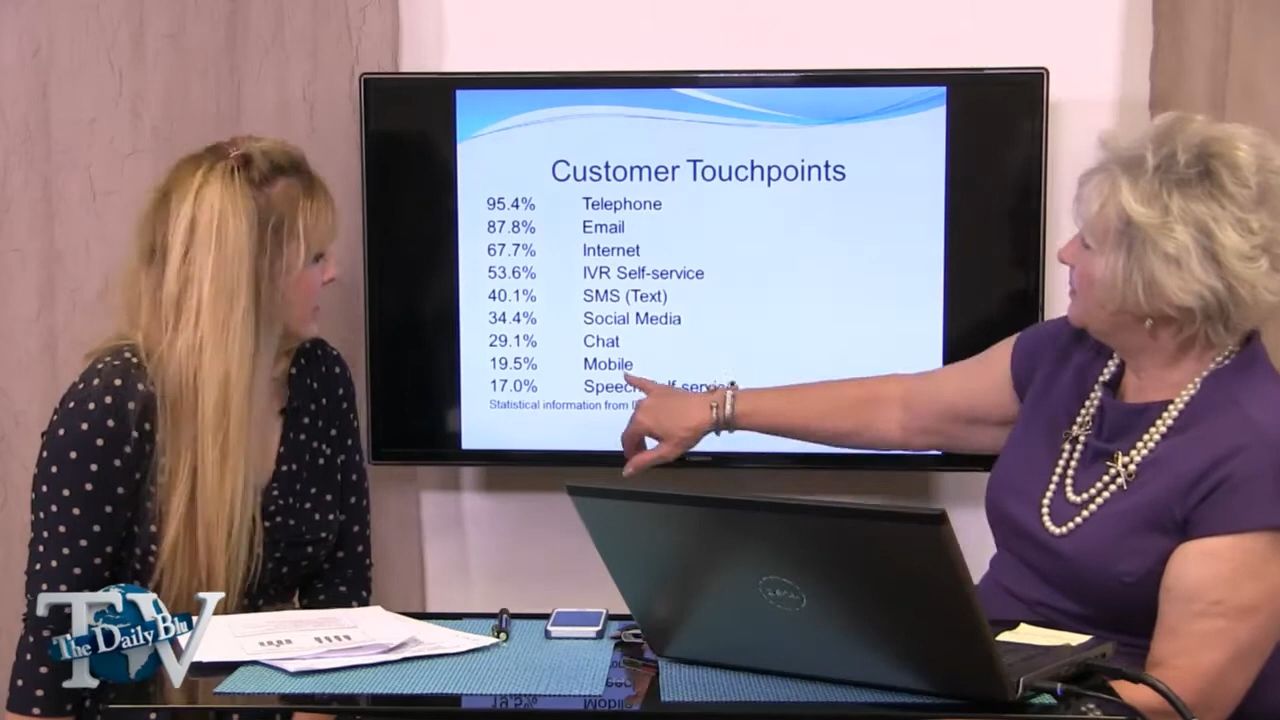 Customer Touchpoints
95.4% Telephone
87.8% Email
67.7% Internet
53.6% IVR Self-service
40.1% SMS (Text)
34.4% Social Media
29.1% Chat
19.5% Mobile
17.0% Speech Self-service
Statistical information from
TV
The Daily Blu
DELL